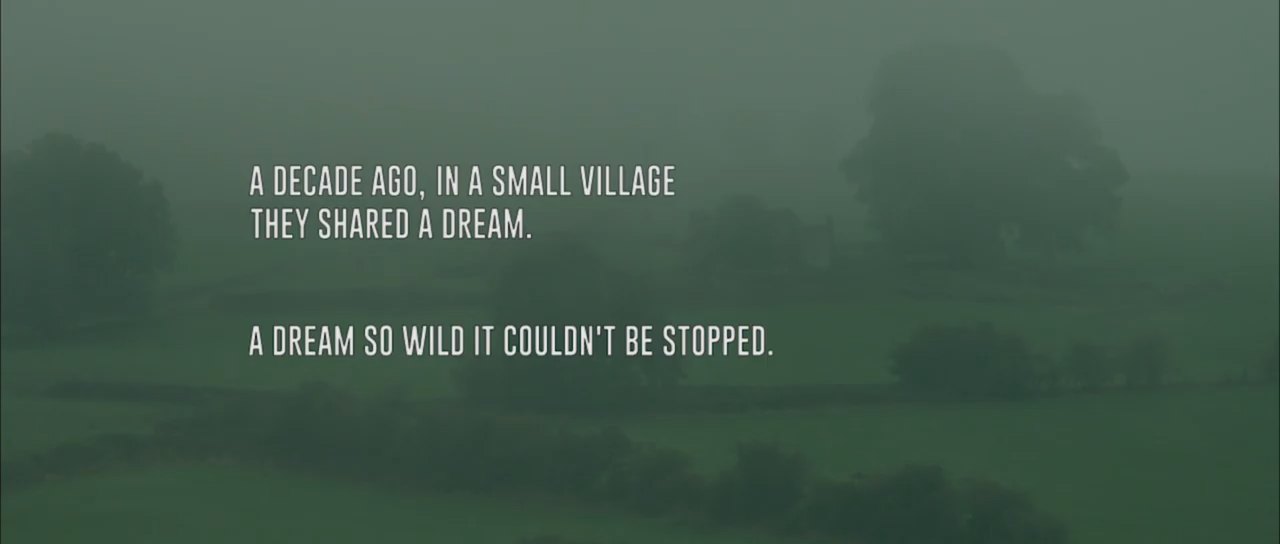 A DECADE AGO, IN A SMALL VILLAGE
THEY SHARED A DREAM.
A DREAM SO WILD IT COULDN'T BE STOPPED.